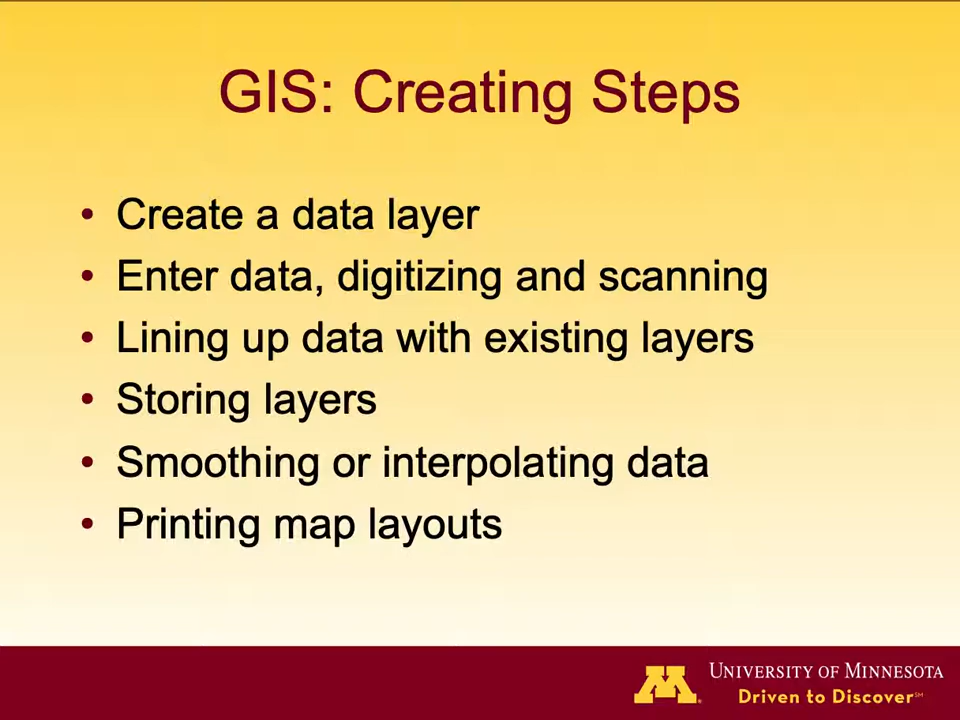 GIS: Creating Steps
• Create a data layer
• Enter data, digitizing and scanning
• Lining up data with existing layers
• Storing layers
• Smoothing or interpolating data
• Printing map layouts
M
UNIVERSITY OF MINNESOTA
Driven to Discover℠